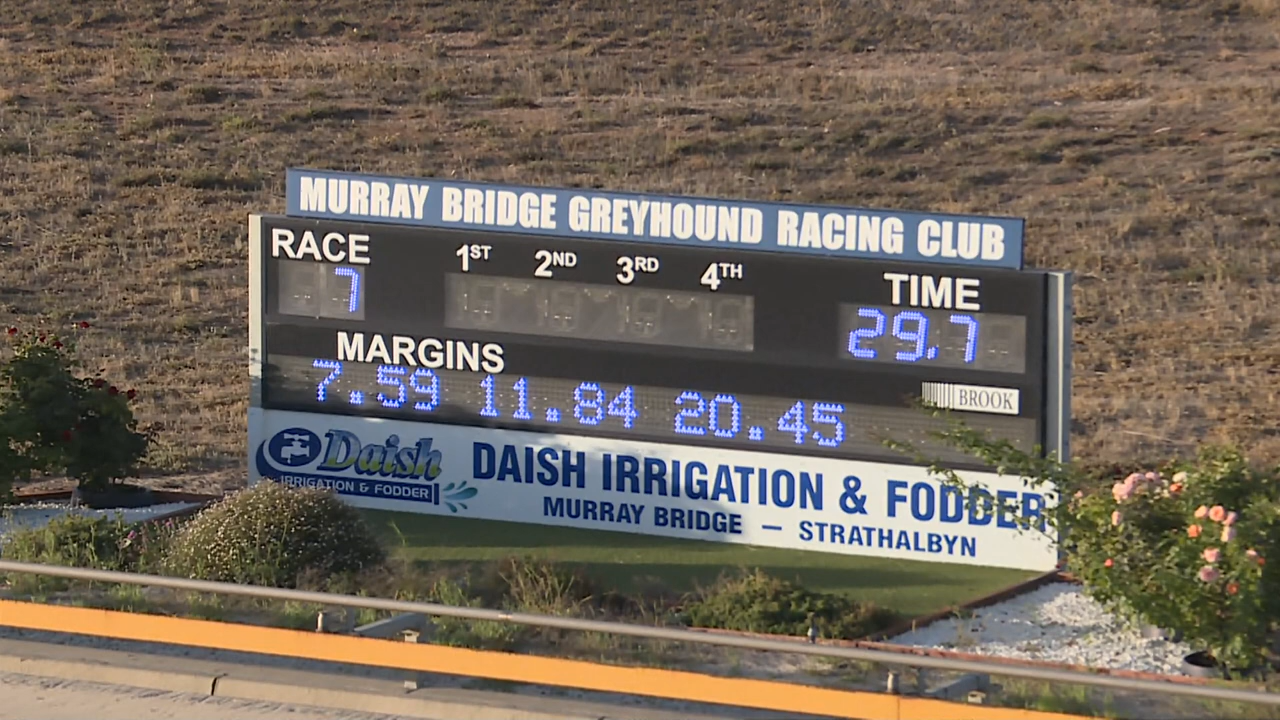 MURRAY BRIDGE GREYHOUND RACING CLUB
RACE 1ST 2ND 3RD 4TH TIME
7 29.7
MARGINS
7.59 11.84 20.45
BROOK
Daish
IRRIGATION & FODDER
DAISH IRRIGATION & FODDER
MURRAY BRIDGE – STRATHALBYN